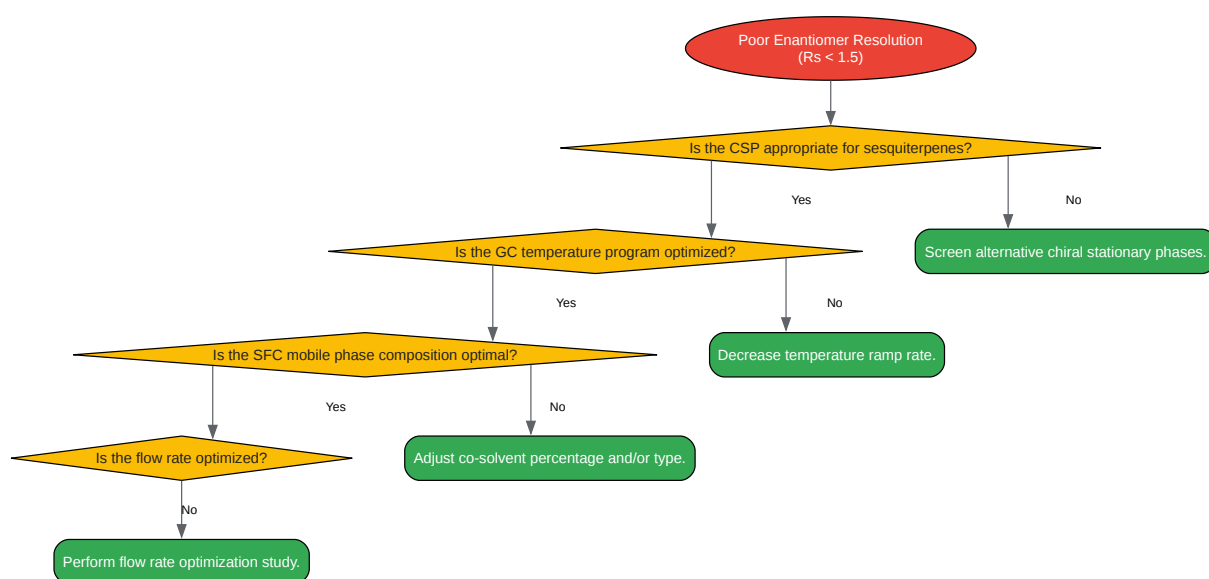 Poor Enantiomer Resolution
(Rs < 1.5)
Is the CSP appropriate for sesquiterpenes?
Yes
No
Is the GC temperature program optimized?
Screen alternative chiral stationary phases.
Yes
No
Is the SFC mobile phase composition optimal?
Decrease temperature ramp rate.
Yes
No
Is the flow rate optimized?
Adjust co-solvent percentage and/or type.
No
Perform flow rate optimization study.